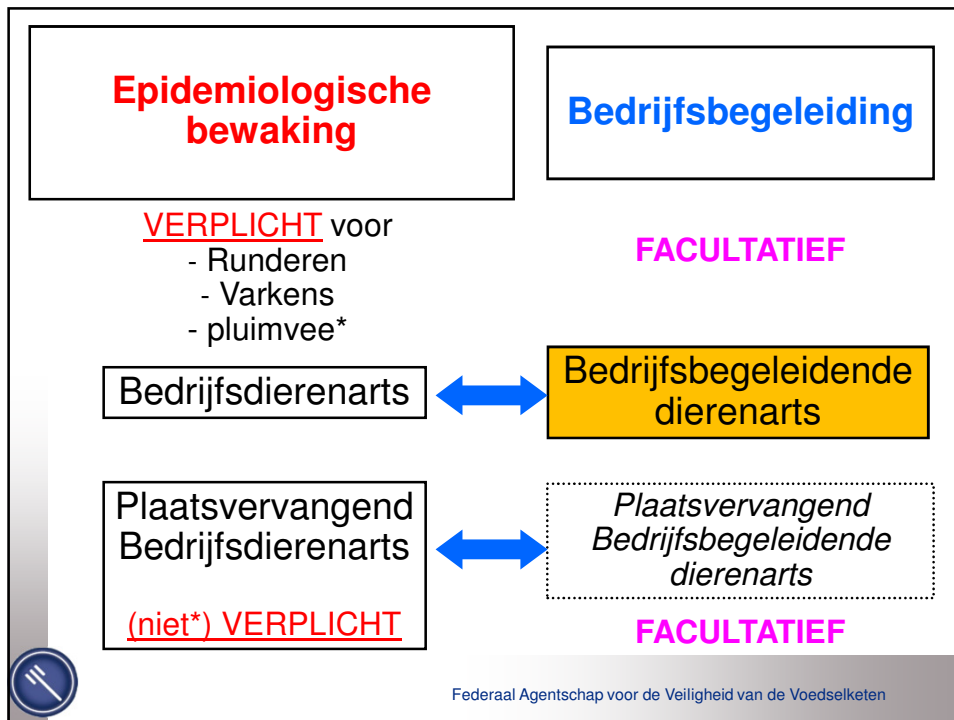 Epidemiologische
bewaking
Bedrijfsbegeleiding
VERPLICHT voor
- Runderen
- Varkens
- pluimvee*
FACULTATIEF
Bedrijfsdierenarts
Bedrijfsbegeleidende
dierenarts
Plaatsvervangend
Bedrijfsdierenarts
(niet*) VERPLICHT
Plaatsvervangend
Bedrijfsbegeleidende
dierenarts
FACULTATIEF
Federaal Agentschap voor de Veiligheid van de Voedselketen